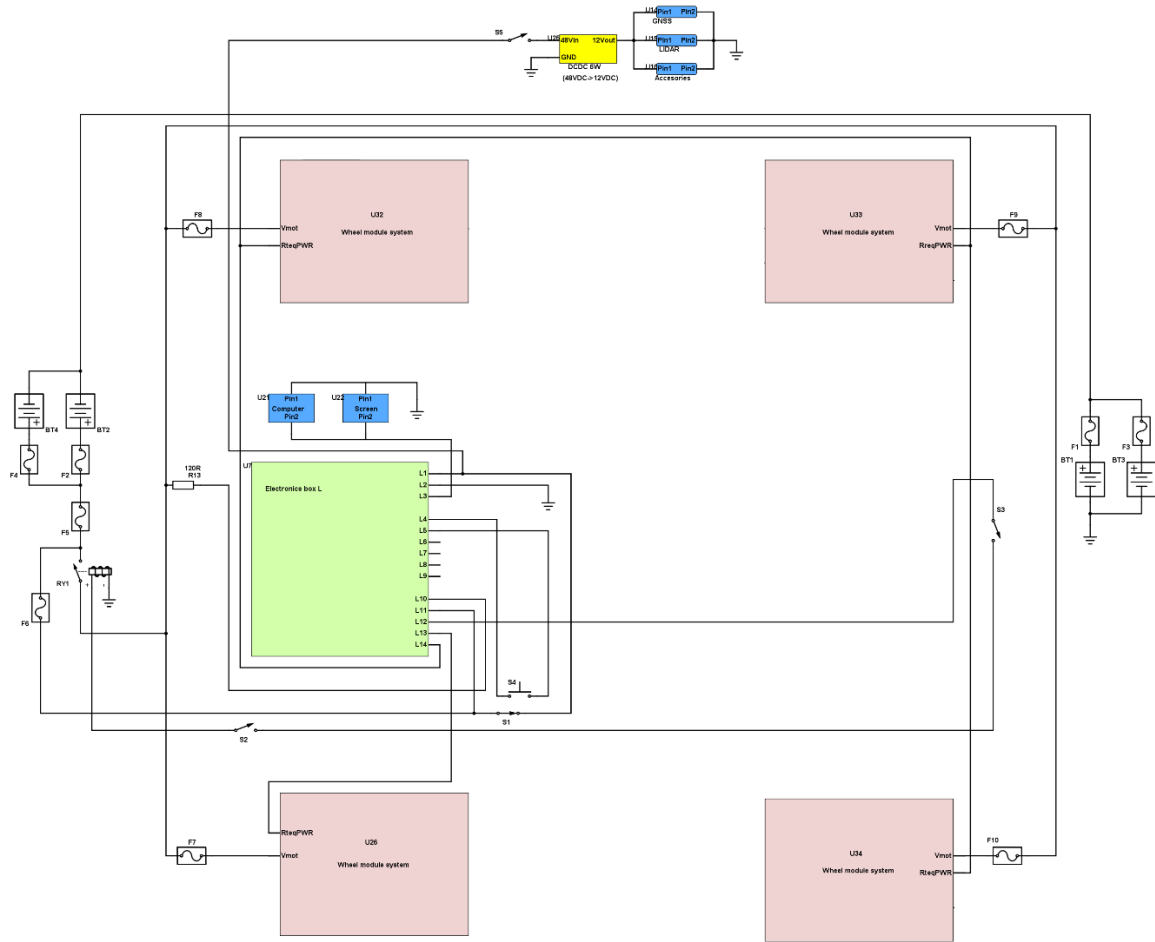 S5
U25
48Vin
12Vout
GND
DCDC 6W
(48VDC->12VDC)
U14
Pin1
Pin2
GNSS
U15
Pin1
Pin2
LIDAR
U16
Pin1
Pin2
Accesaries
U32
Wheel module system
F8
Vmot
RteqPWR
U33
Wheel module system
Vmot
F9
RreqPWR
BT4
BT2
F4
F2
F5
RY1
+
-
F6
U21
Pin1
Computer
Pin2
U22
Pin1
Screen
Pin2
120R
R13
U7
Electronics box L
L1
L2
L3
L4
L5
L6
L7
L8
L9
L10
L11
L12
L13
L14
S3
F1
F3
BT1
BT3
S4
S1
S2
RteqPWR
F7
Vmot
U26
Wheel module system
U34
Wheel module system
Vmot
F10
RteqPWR